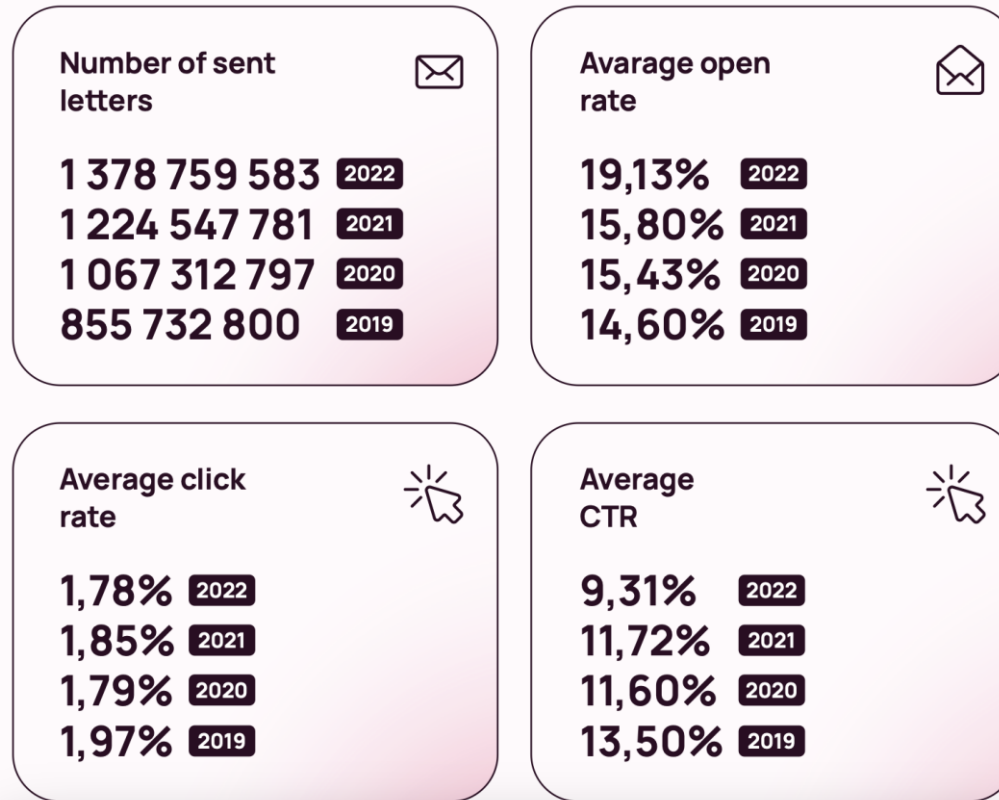 Number of sent
letters
1 378 759 583 2022
1 224 547 781 2021
1 067 312 797 2020
855 732 800 2019
Avarage open
rate
19,13% 2022
15,80% 2021
15,43% 2020
14,60% 2019
Average click
rate
1,78% 2022
1,85% 2021
1,79% 2020
1,97% 2019
Average
CTR
9,31% 2022
11,72% 2021
11,60% 2020
13,50% 2019